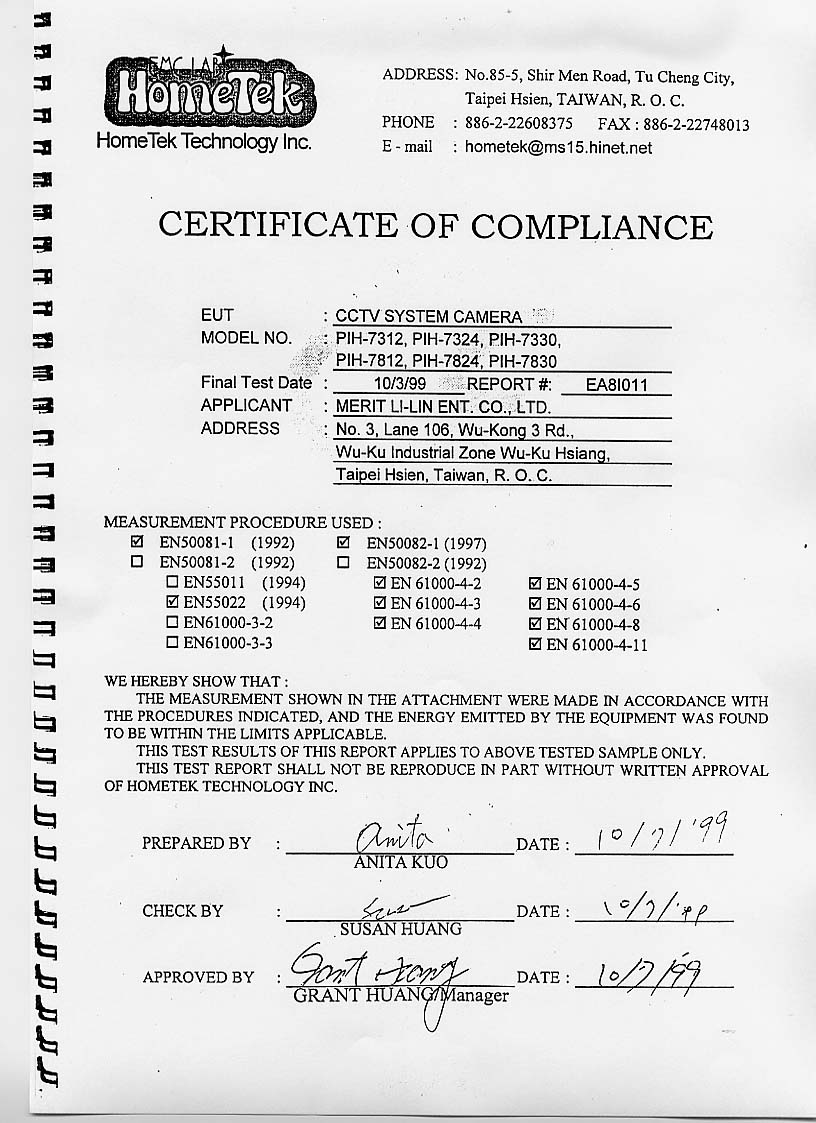 EMC LAB
HomeTek
HomeTek Technology Inc.
ADDRESS: No.85-5, Shir Men Road, Tu Cheng City,
Taipei Hsien, TAIWAN, R. O. C.
PHONE : 886-2-22608375 FAX : 886-2-22748013
E - mail : hometek@ms15.hinet.net
CERTIFICATE OF COMPLIANCE
EUT : CCTV SYSTEM CAMERA
MODEL NO. : PIH-7312, PIH-7324, PIH-7330,
PIH-7812, PIH-7824, PIH-7830
Final Test Date : 10/3/99 REPORT #: EA8I011
APPLICANT : MERIT LI-LIN ENT. CO., LTD.
ADDRESS : No. 3, Lane 106, Wu-Kong 3 Rd.,
Wu-Ku Industrial Zone Wu-Ku Hsiang,
Taipei Hsien, Taiwan, R. O. C.
MEASUREMENT PROCEDURE USED :
☑ EN50081-1 (1992) ☑ EN50082-1 (1997)
☐ EN50081-2 (1992) ☐ EN50082-2 (1992)
☐ EN55011 (1994) ☑ EN 61000-4-2 ☑ EN 61000-4-5
☑ EN55022 (1994) ☑ EN 61000-4-3 ☑ EN 61000-4-6
☐ EN61000-3-2 ☑ EN 61000-4-4 ☑ EN 61000-4-8
☐ EN61000-3-3 ☑ EN 61000-4-11
WE HEREBY SHOW THAT :
THE MEASUREMENT SHOWN IN THE ATTACHMENT WERE MADE IN ACCORDANCE WITH
THE PROCEDURES INDICATED, AND THE ENERGY EMITTED BY THE EQUIPMENT WAS FOUND
TO BE WITHIN THE LIMITS APPLICABLE.
THIS TEST RESULTS OF THIS REPORT APPLIES TO ABOVE TESTED SAMPLE ONLY.
THIS TEST REPORT SHALL NOT BE REPRODUCE IN PART WITHOUT WRITTEN APPROVAL
OF HOMETEK TECHNOLOGY INC.
PREPARED BY : Anita DATE : 10/7/'99
ANITA KUO
CHECK BY : DATE : 10/7/'99
SUSAN HUANG
APPROVED BY : Grant Huang DATE : 10/7/'99
GRANT HUANG/Manager